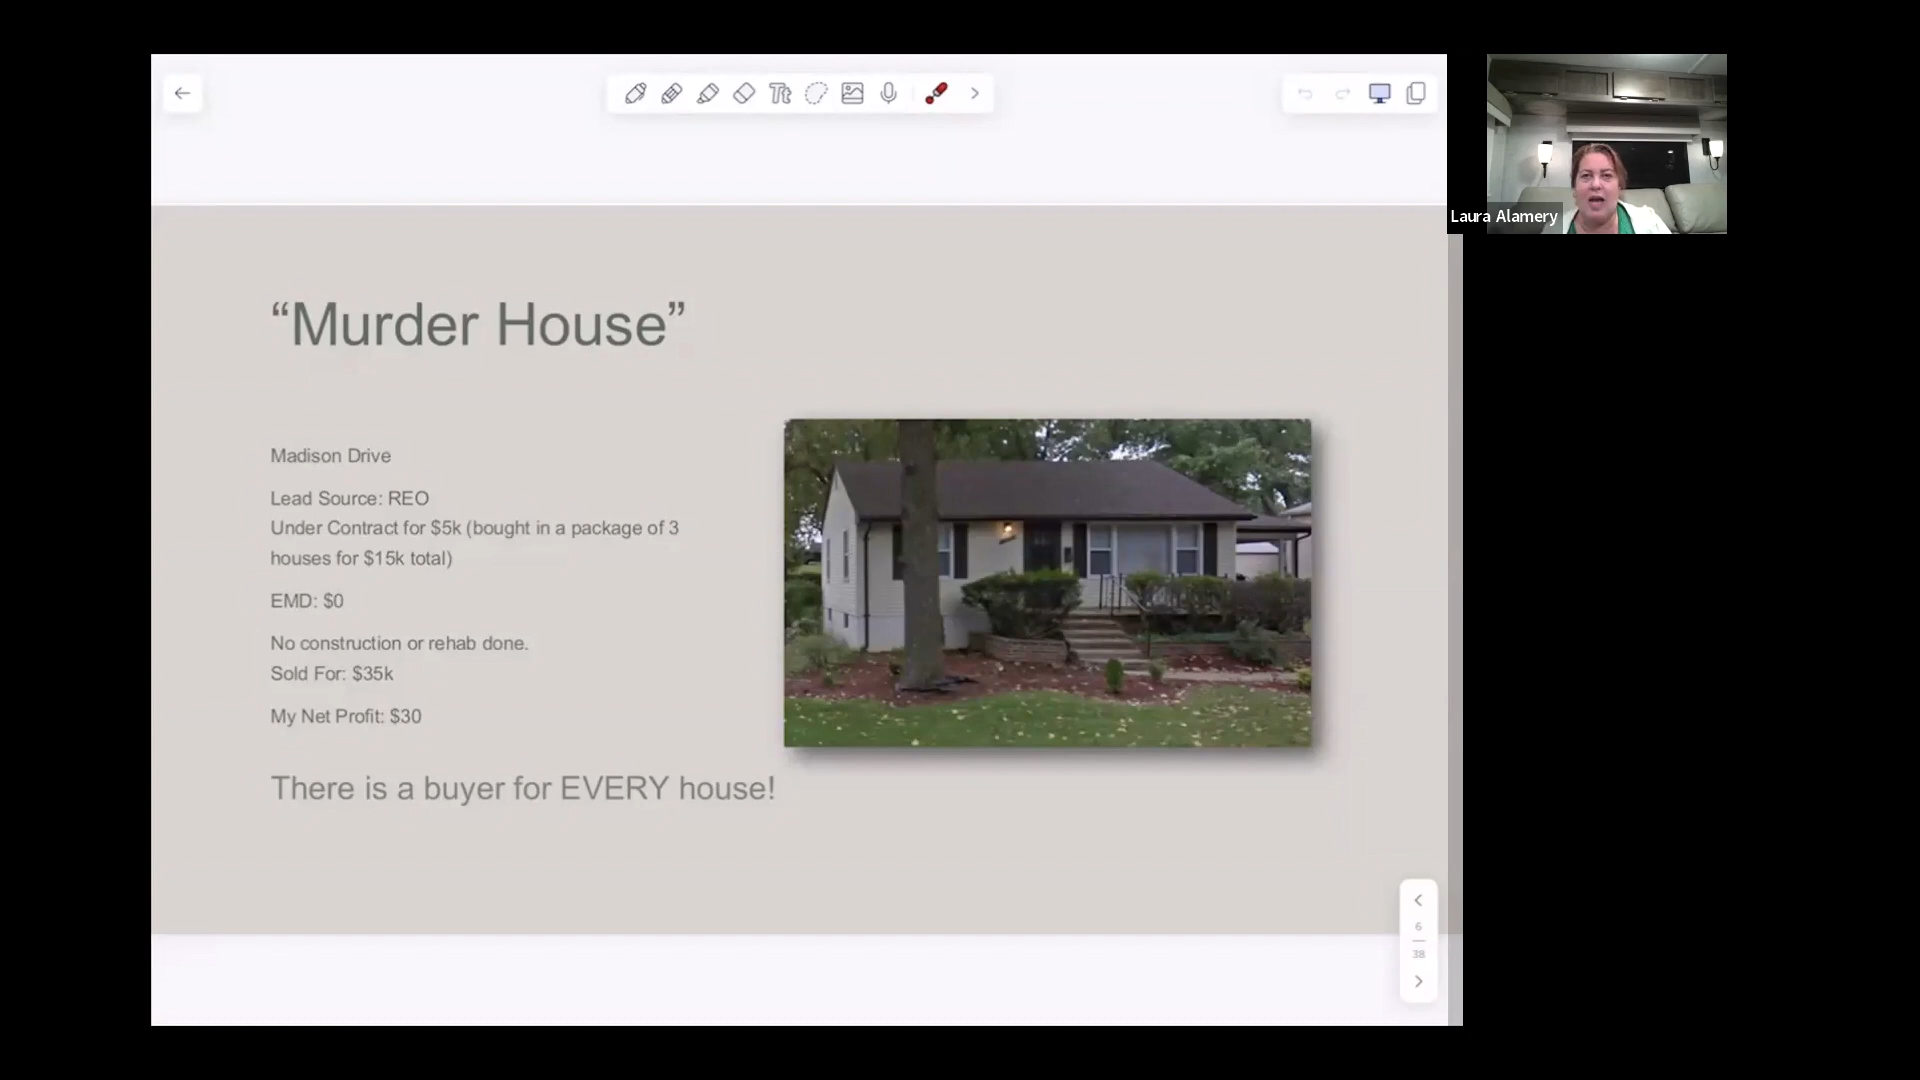 Tt
Laura Alamery
“Murder House”
Madison Drive
Lead Source: REO
Under Contract for $5k (bought in a package of 3
houses for $15k total)
EMD: $0
No construction or rehab done.
Sold For: $35k
My Net Profit: $30
There is a buyer for EVERY house!
6
38